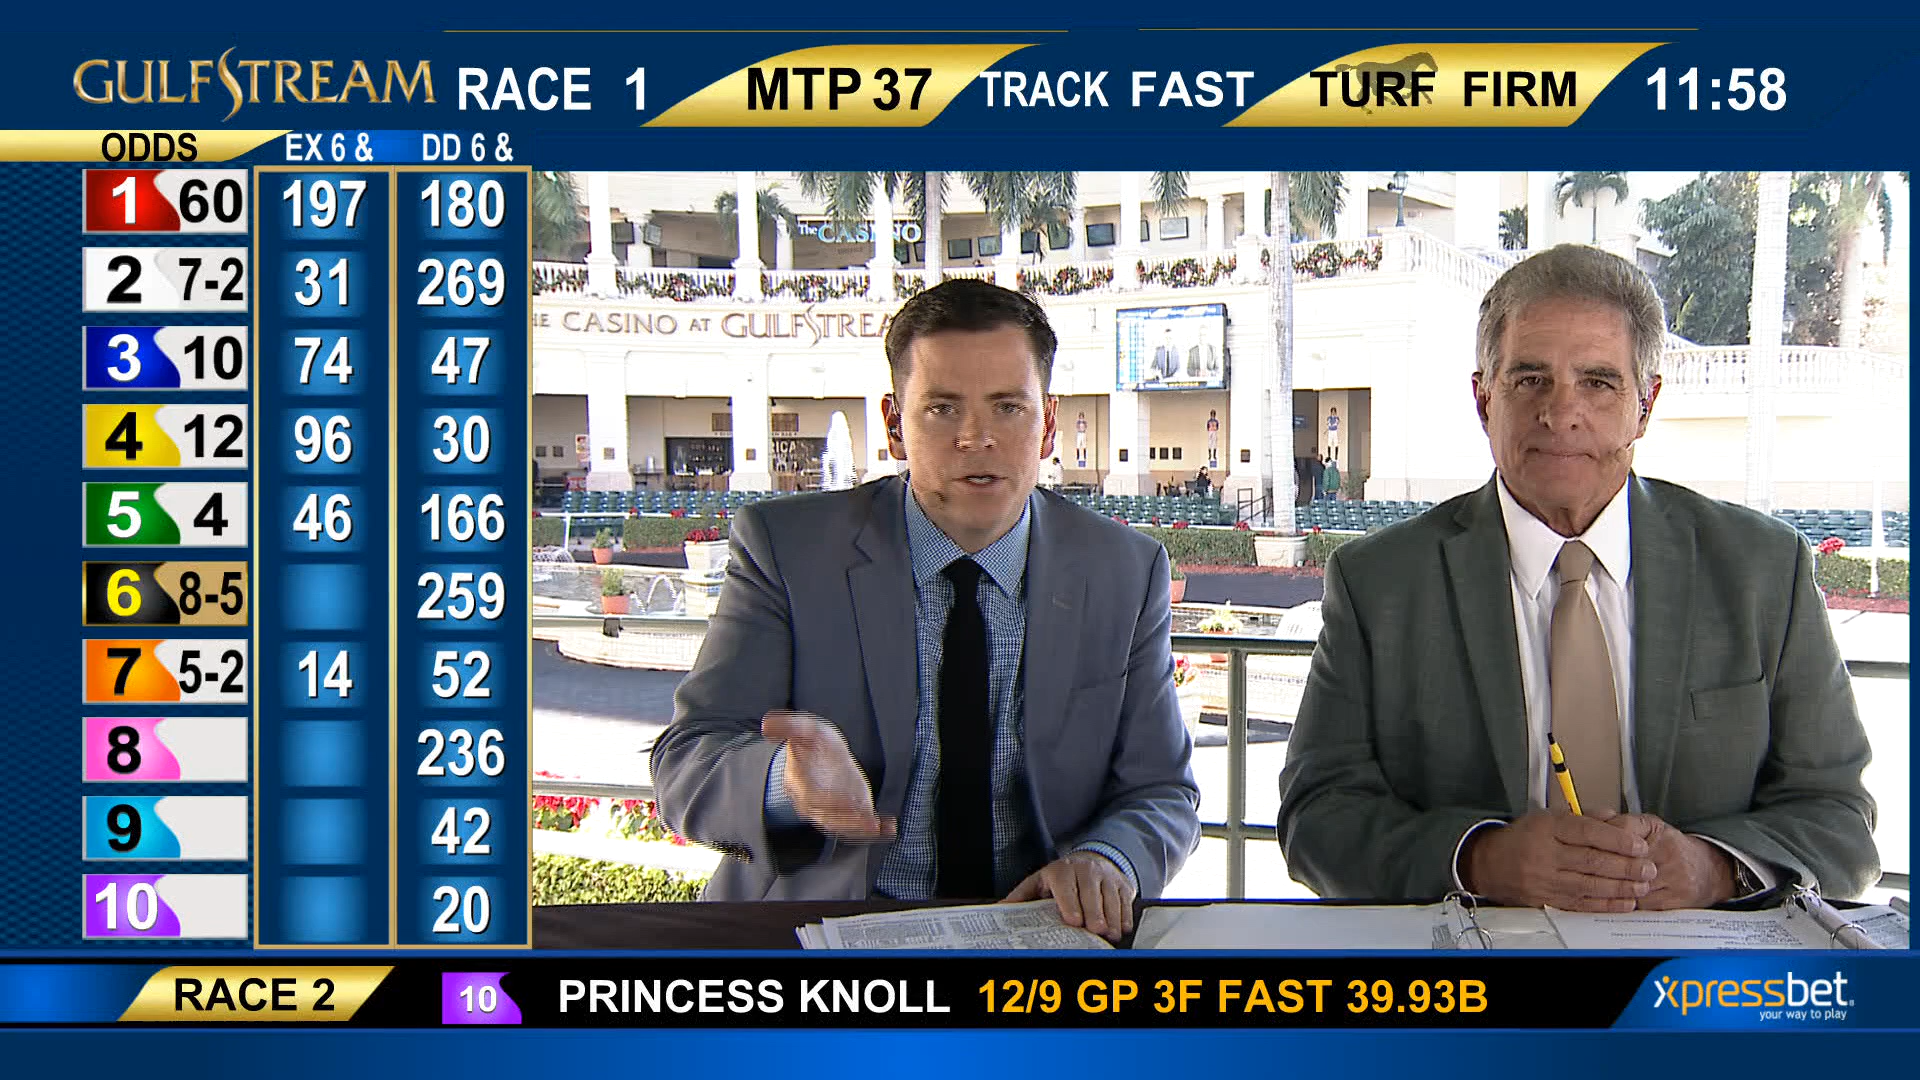 GULFSTREAM RACE 1 MTP 37 TRACK FAST TURF FIRM 11:58
ODDS EX 6 & DD 6 &
1 60 197 180
2 7-2 31 269
3 10 74 47
4 12 96 30
5 4 46 166
6 8-5 259
7 5-2 14 52
8 236
9 42
10 20
The CASINO
CASINO AT GULFSTREA
RACE 2 10 PRINCESS KNOLL 12/9 GP 3F FAST 39.93B
xpressbet.
your way to play